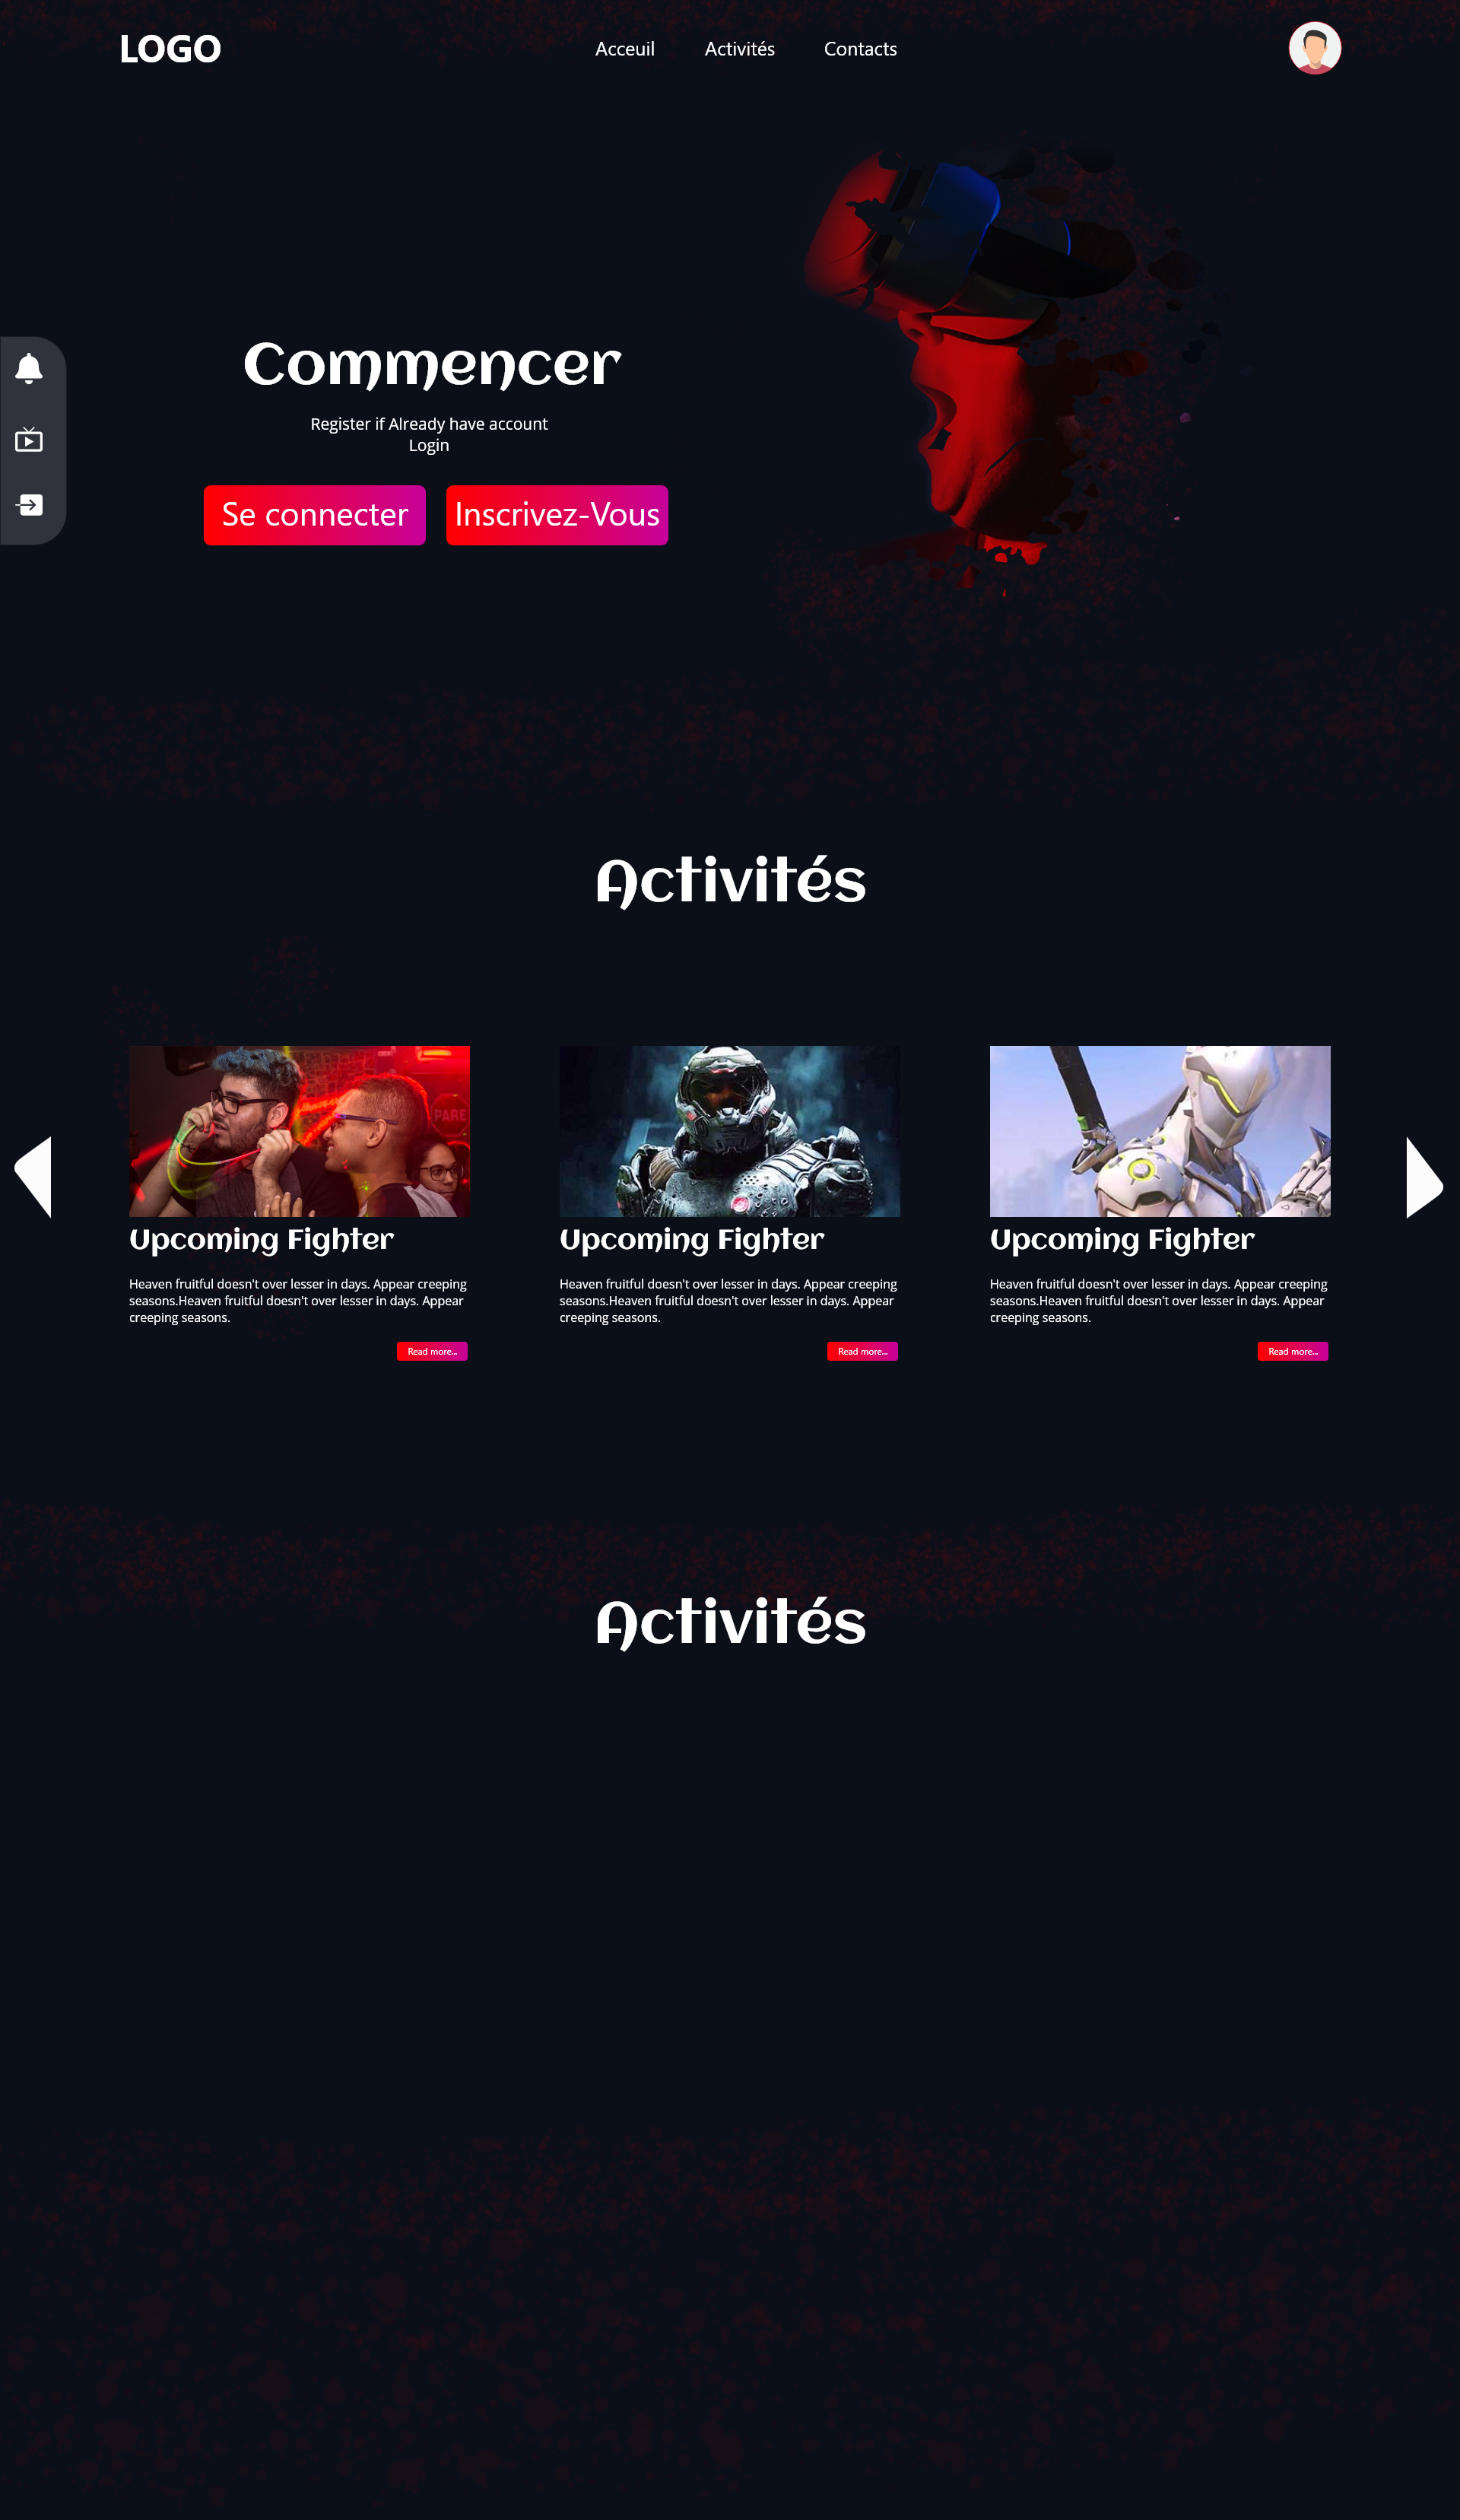 LOGO
Acceuil
Activités
Contacts
Commencer
Register if Already have account
Login
Se connecter
Inscrivez-Vous
Activités
PARE
Upcoming Fighter
Heaven fruitful doesn't over lesser in days. Appear creeping
seasons.Heaven fruitful doesn't over lesser in days. Appear
creeping seasons.
Read more...
Upcoming Fighter
Heaven fruitful doesn't over lesser in days. Appear creeping
seasons.Heaven fruitful doesn't over lesser in days. Appear
creeping seasons.
Read more...
Upcoming Fighter
Heaven fruitful doesn't over lesser in days. Appear creeping
seasons.Heaven fruitful doesn't over lesser in days. Appear
creeping seasons.
Read more...
Activités